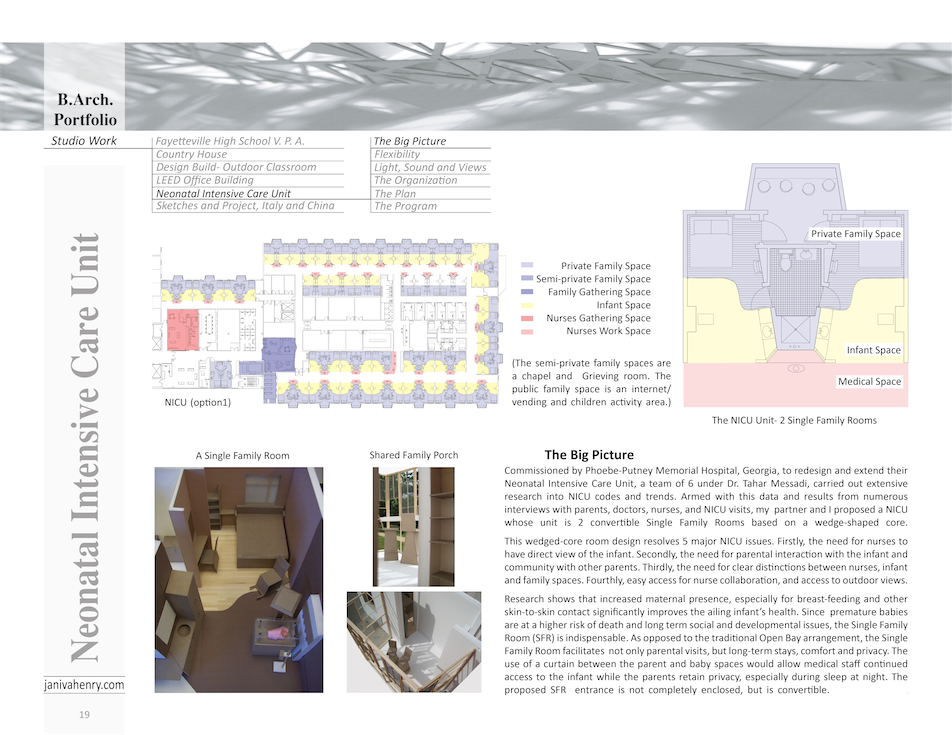 B.Arch.
Portfolio
Studio Work
Fayetteville High School V. P. A.
Country House
Design Build- Outdoor Classroom
LEED Office Building
Neonatal Intensive Care Unit
Sketches and Project, Italy and China
The Big Picture
Flexibility
Light, Sound and Views
The Organization
The Plan
The Program
Neonatal Intensive Care Unit
NICU (option1)
Private Family Space
Semi-private Family Space
Family Gathering Space
Infant Space
Nurses Gathering Space
Nurses Work Space
(The semi-private family spaces are
a chapel and Grieving room. The
public family space is an internet/
vending and children activity area.)
Private Family Space
Infant Space
Medical Space
The NICU Unit- 2 Single Family Rooms
A Single Family Room
Shared Family Porch
The Big Picture
Commissioned by Phoebe-Putney Memorial Hospital, Georgia, to redesign and extend their
Neonatal Intensive Care Unit, a team of 6 under Dr. Tahar Messadi, carried out extensive
research into NICU codes and trends. Armed with this data and results from numerous
interviews with parents, doctors, nurses, and NICU visits, my partner and I proposed a NICU
whose unit is 2 convertible Single Family Rooms based on a wedge-shaped core.
This wedged-core room design resolves 5 major NICU issues. Firstly, the need for nurses to
have direct view of the infant. Secondly, the need for parental interaction with the infant and
community with other parents. Thirdly, the need for clear distinctions between nurses, infant
and family spaces. Fourthly, easy access for nurse collaboration, and access to outdoor views.
Research shows that increased maternal presence, especially for breast-feeding and other
skin-to-skin contact significantly improves the ailing infant's health. Since premature babies
are at a higher risk of death and long term social and developmental issues, the Single Family
Room (SFR) is indispensable. As opposed to the traditional Open Bay arrangement, the Single
Family Room facilitates not only parental visits, but long-term stays, comfort and privacy. The
use of a curtain between the parent and baby spaces would allow medical staff continued
access to the infant while the parents retain privacy, especially during sleep at night. The
proposed SFR entrance is not completely enclosed, but is convertible.
janivahenry.com
19